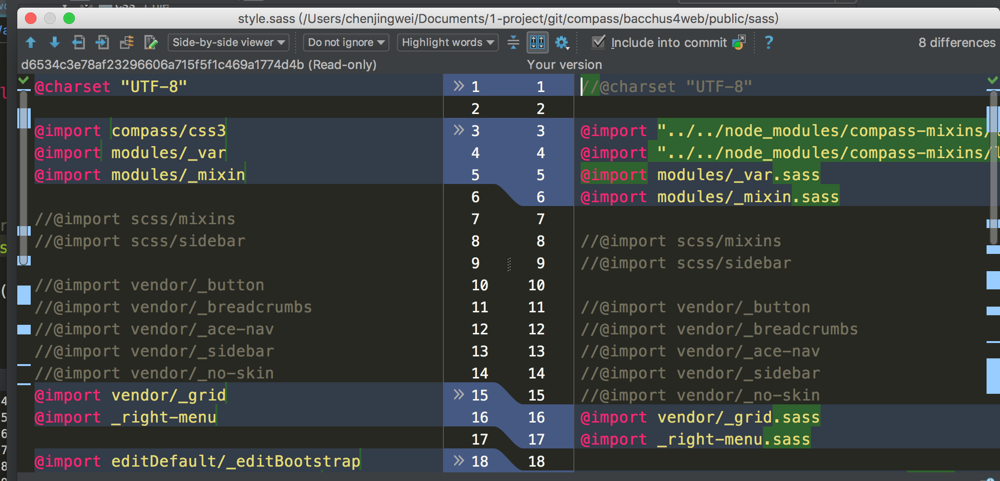 style.sass (/Users/chenjingwei/Documents/1-project/git/compass/bacchus4web/public/sass)
Side-by-side viewer Do not ignore Highlight words Include into commit ? 8 differences
d6534c3e78af23296606a715f5f1c469a1774d4b (Read-only) Your version
@charset "UTF-8" 1 1 //@charset "UTF-8"
2 2
@import compass/css3 3 3 @import "../../node_modules/compass-mixins/
@import modules/_var 4 4 @import "../../node_modules/compass-mixins/l
@import modules/_mixin 5 5 @import modules/_var.sass
6 6 @import modules/_mixin.sass
//@import scss/mixins 7 7
//@import scss/sidebar 8 8 //@import scss/mixins
9 9 //@import scss/sidebar
//@import vendor/_button 10 10
//@import vendor/_breadcrumbs 11 11 //@import vendor/_button
//@import vendor/_ace-nav 12 12 //@import vendor/_breadcrumbs
//@import vendor/_sidebar 13 13 //@import vendor/_ace-nav
//@import vendor/_no-skin 14 14 //@import vendor/_sidebar
@import vendor/_grid 15 15 //@import vendor/_no-skin
@import _right-menu 16 16 @import vendor/_grid.sass
17 17 @import _right-menu.sass
@import editDefault/_editBootstrap 18 18